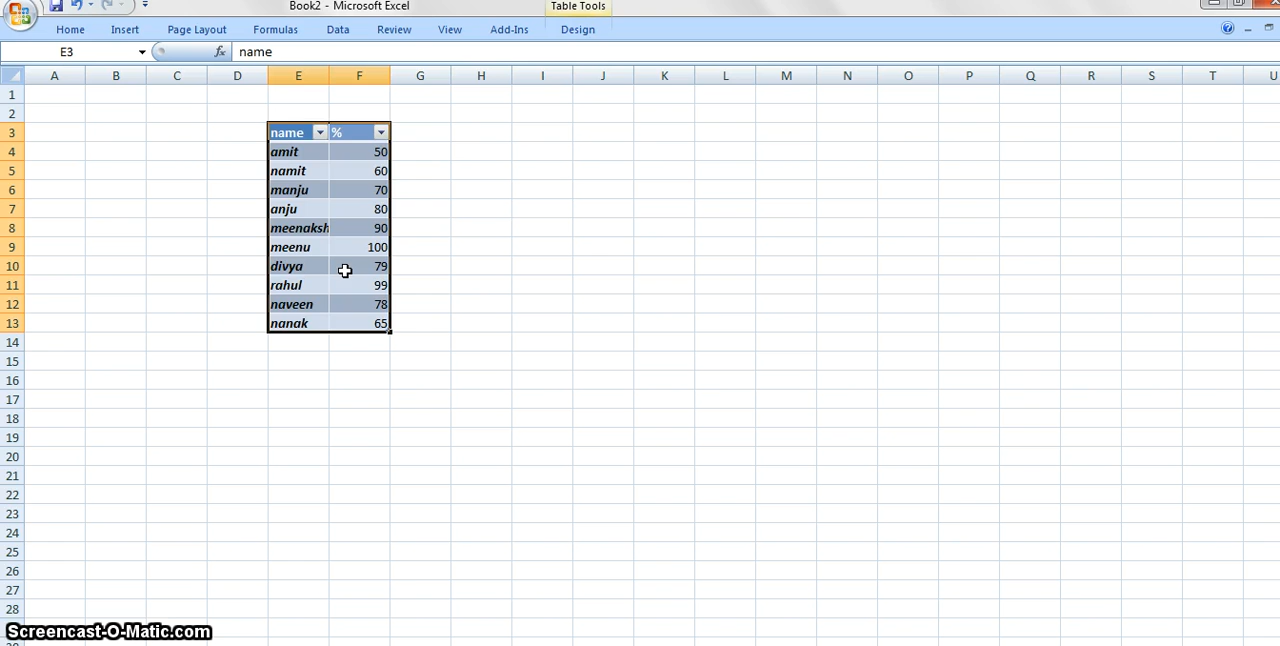 Book2 - Microsoft Excel
Table Tools
Home Insert Page Layout Formulas Data Review View Add-Ins Design
E3 fx name
A B C D E F G H I J K L M N O P Q R S T U
1
2
3 name %
4 amit 50
5 namit 60
6 manju 70
7 anju 80
8 meenaksh 90
9 meenu 100
10 divya 79
11 rahul 99
12 naveen 78
13 nanak 65
14
15
16
17
18
19
20
21
22
23
24
25
26
27
28
Screencast-O-Matic.com